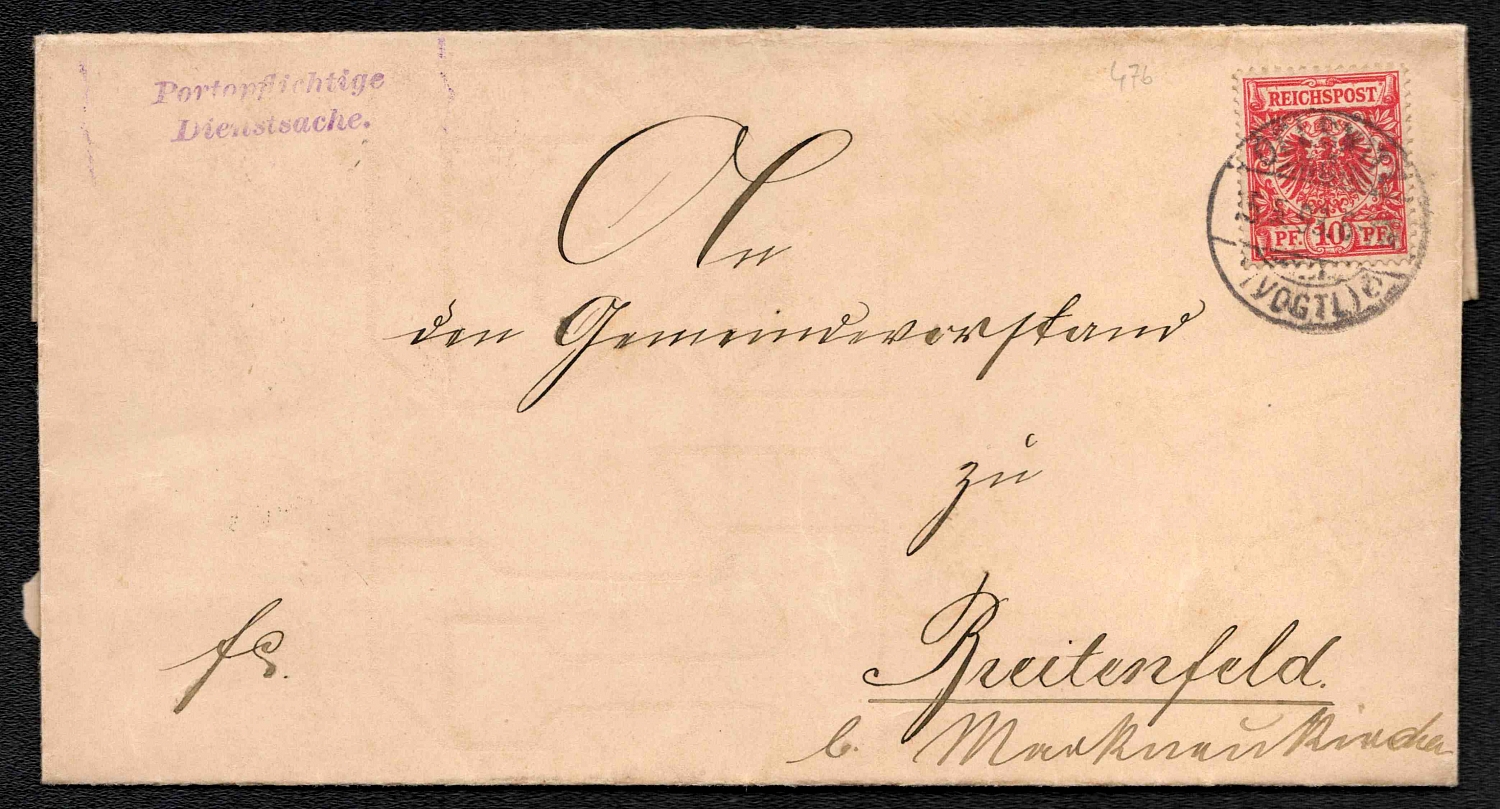 Portopflichtige
Dienstsache.
476
REICHSPOST
PF. 10 PF.
(VOGTL)
An
den Gemeindevorstand
zu
Breitenfeld.
b. Markneukirchen